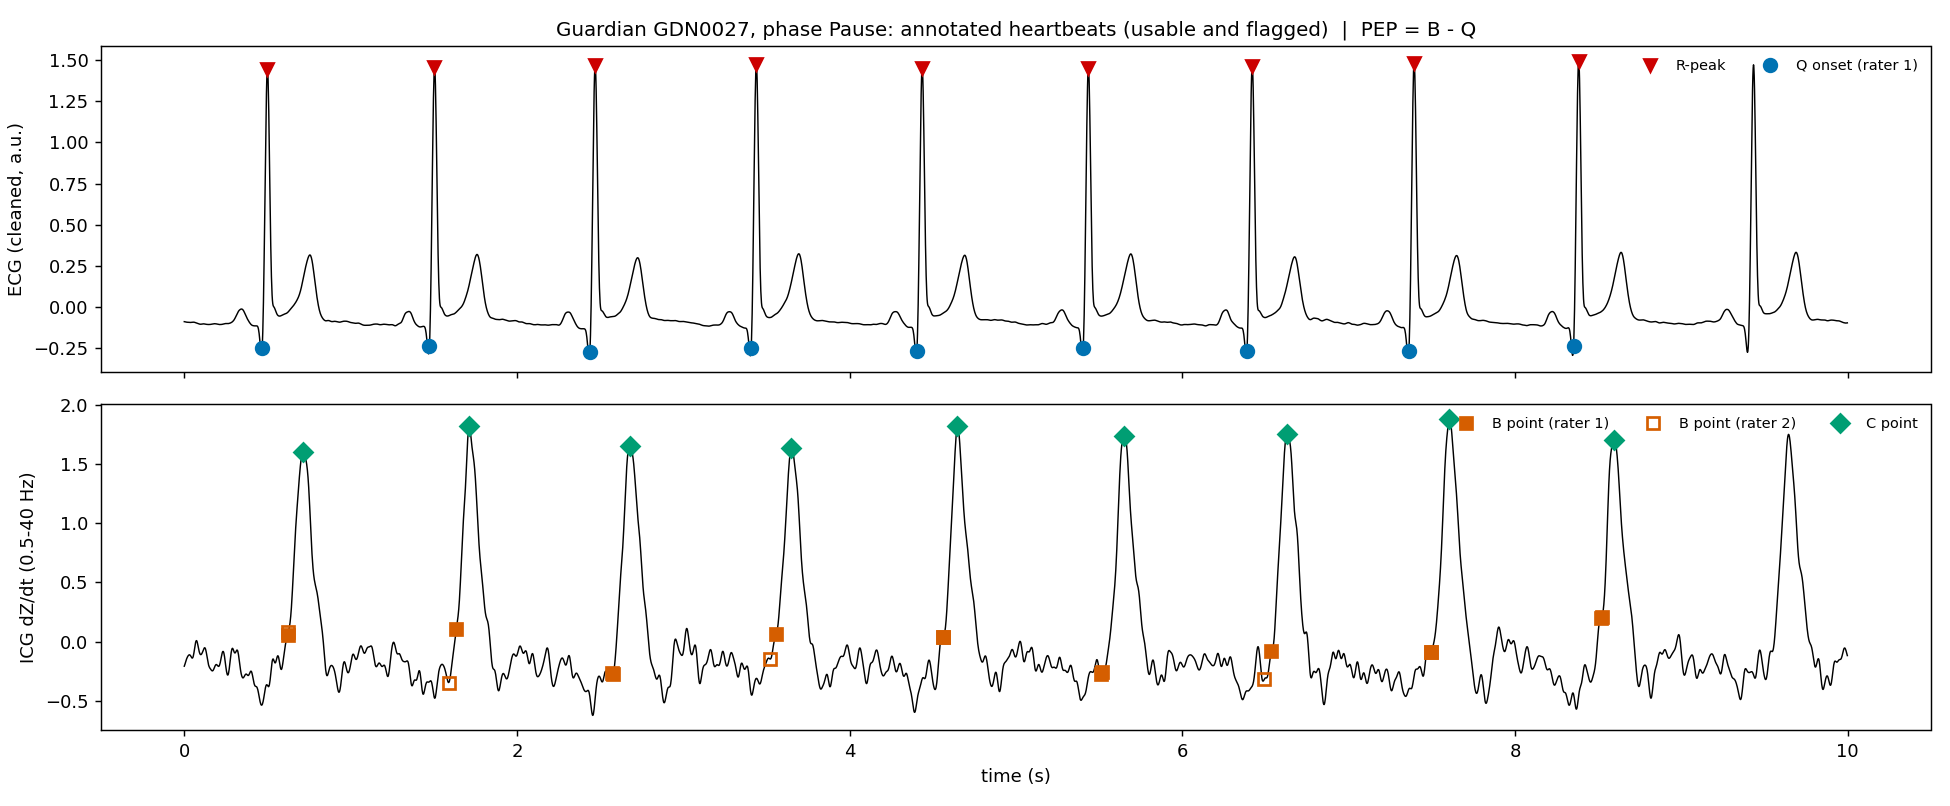 Guardian GDN0027, phase Pause: annotated heartbeats (usable and flagged) | PEP = B - Q
ECG (cleaned, a.u.)
1.50
1.25
1.00
0.75
0.50
0.25
0.00
−0.25
R-peak
Q onset (rater 1)
ICG dZ/dt (0.5-40 Hz)
2.0
1.5
1.0
0.5
0.0
−0.5
B point (rater 1)
B point (rater 2)
C point
0 2 4 6 8 10
time (s)